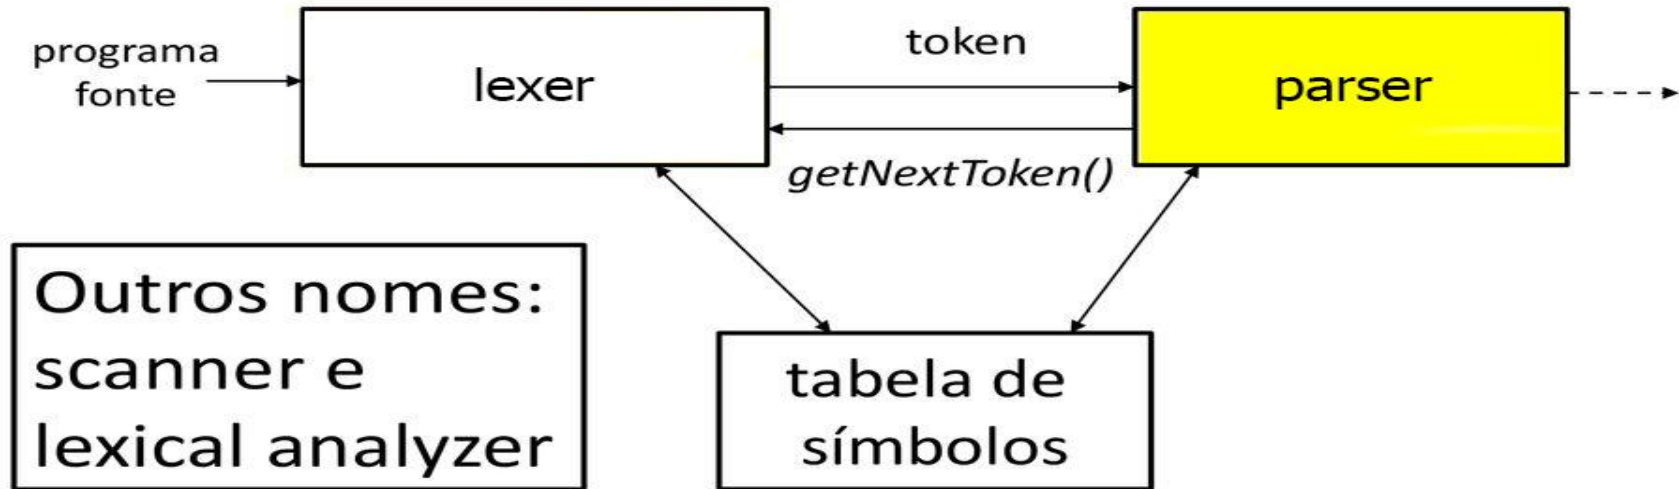 programa
fonte
lexer
token
getNextToken()
parser
Outros nomes:
scanner e
lexical analyzer
tabela de
símbolos